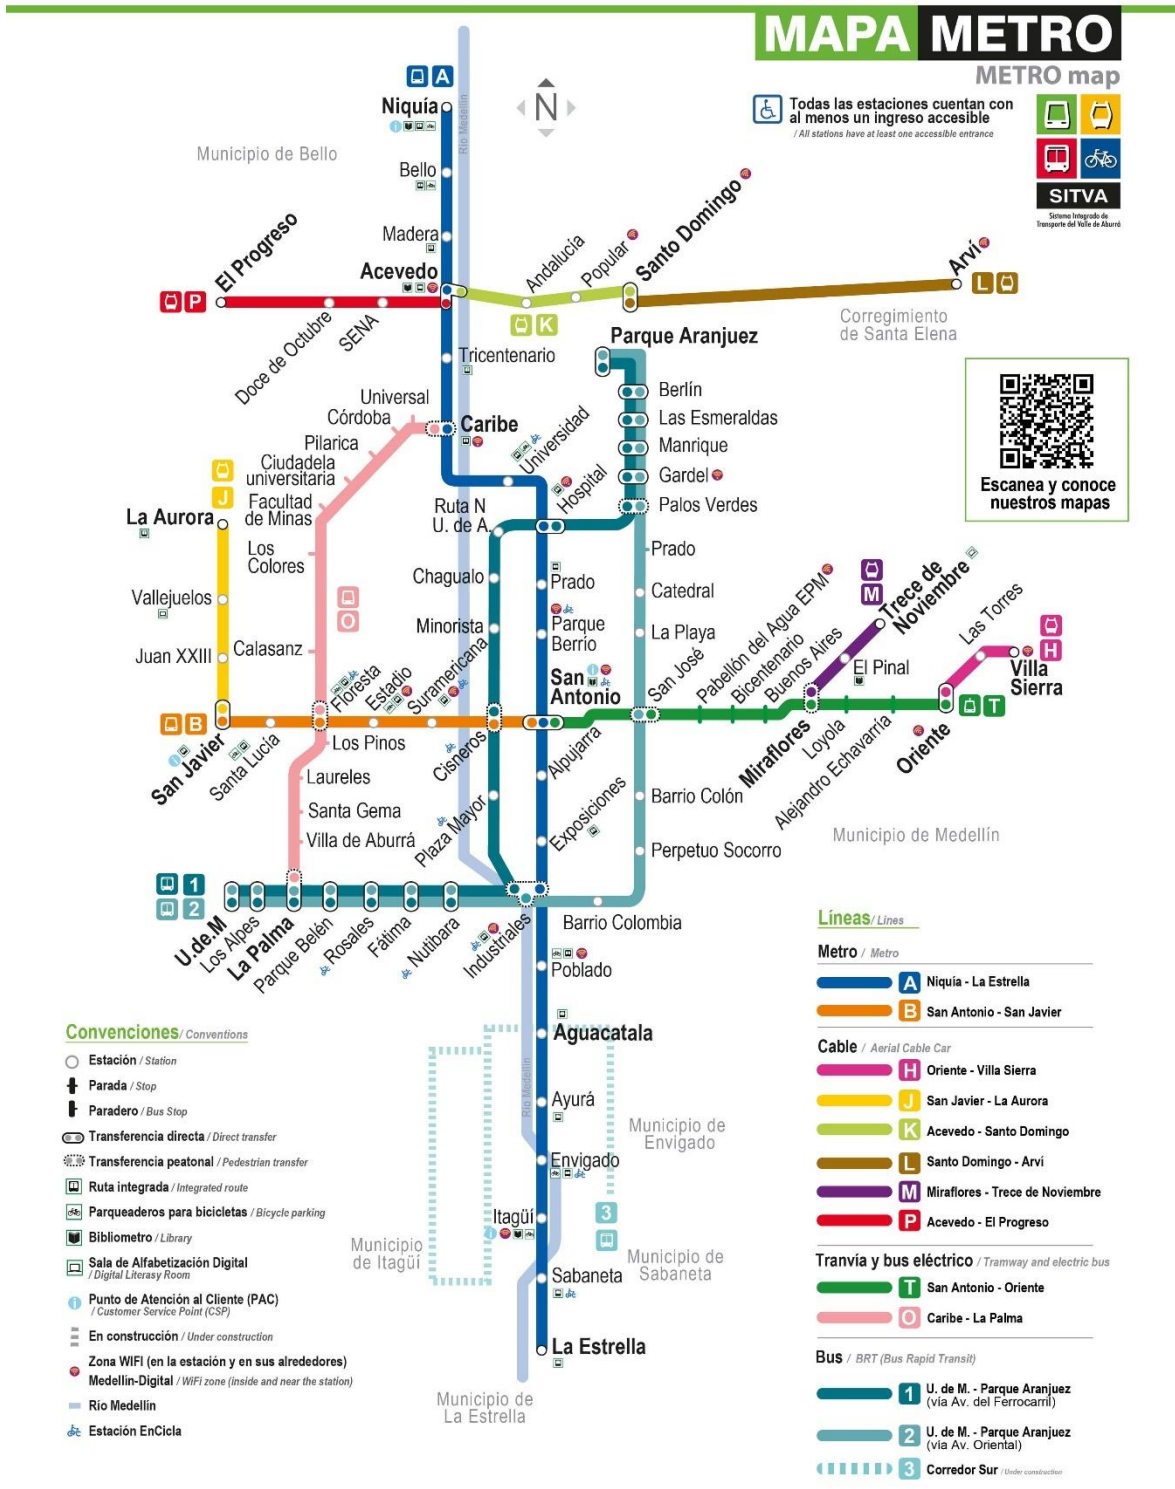 MAPA METRO
METRO map
Todas las estaciones cuentan con
al menos un ingreso accesible
/ All stations have at least one accessible entrance
SITVA
Sistema Integrado de
Transporte del Valle de Aburrá
A
Niquía
N
Río Medellín
Municipio de Bello
Bello
Madera
Acevedo
El Progreso
P
Doce de Octubre
SENA
Andalucía
Popular
Santo Domingo
K
Arví
L
Corregimiento
de Santa Elena
Tricentenario
Parque Aranjuez
Berlín
Las Esmeraldas
Manrique
Gardel
Palos Verdes
Universal
Córdoba
Pilarica
Ciudadela
universitaria
Facultad
de Minas
Los
Colores
Caribe
Universidad
Hospital
Escanea y conoce
nuestros mapas
J
La Aurora
Vallejuelos
Juan XXIII
Calasanz
O
Ruta N
U. de A.
Chagualo
Minorista
Prado
Parque
Berrío
San
Antonio
Prado
Catedral
La Playa
San José
Pabellón del Agua EPM
Bicentenario
Buenos Aires
M
Trece de
Noviembre
El Pinal
Las Torres
H
Villa
Sierra
Floresta
Estadio
Suramericana
B
San Javier
Santa Lucía
Los Pinos
Laureles
Santa Gema
Villa de Aburrá
Cisneros
Plaza Mayor
Alpujarra
Exposiciones
Barrio Colón
Perpetuo Socorro
Miraflores
Loyola
Alejandro Echavarría
Oriente
T
Municipio de Medellín
1
2
U.de.M
Los Alpes
La Palma
Parque Belén
Rosales
Fátima
Nutibara
Industriales
Barrio Colombia
Poblado
Aguacatala
Río Medellín
Ayurá
Municipio de
Envigado
Envigado
Itagüí
3
Municipio
de Itagüí
Municipio de
Sabaneta
Sabaneta
La Estrella
Municipio de
La Estrella
Convenciones / Conventions
Estación / Station
Parada / Stop
Paradero / Bus Stop
Transferencia directa / Direct transfer
Transferencia peatonal / Pedestrian transfer
Ruta integrada / Integrated route
Parqueaderos para bicicletas / Bicycle parking
Bibliometro / Library
Sala de Alfabetización Digital
/ Digital Literasy Room
Punto de Atención al Cliente (PAC)
/ Customer Service Point (CSP)
En construcción / Under construction
Zona WIFI (en la estación y en sus alrededores)
Medellín-Digital / WiFi zone (inside and near the station)
Río Medellín
Estación EnCicla
Líneas / Lines
Metro / Metro
A Niquía - La Estrella
B San Antonio - San Javier
Cable / Aerial Cable Car
H Oriente - Villa Sierra
J San Javier - La Aurora
K Acevedo - Santo Domingo
L Santo Domingo - Arví
M Miraflores - Trece de Noviembre
P Acevedo - El Progreso
Tranvía y bus eléctrico / Tramway and electric bus
T San Antonio - Oriente
O Caribe - La Palma
Bus / BRT (Bus Rapid Transit)
1 U. de M. - Parque Aranjuez
(vía Av. del Ferrocarril)
2 U. de M. - Parque Aranjuez
(vía Av. Oriental)
3 Corredor Sur / Under construction